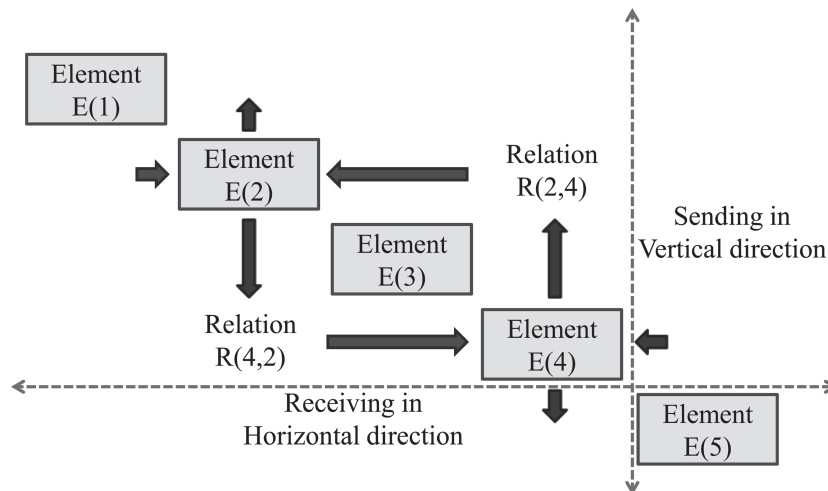 Element
E(1)
Element
E(2)
Relation
R(2,4)
Sending in
Vertical direction
Element
E(3)
Relation
R(4,2)
Element
E(4)
Receiving in
Horizontal direction
Element
E(5)